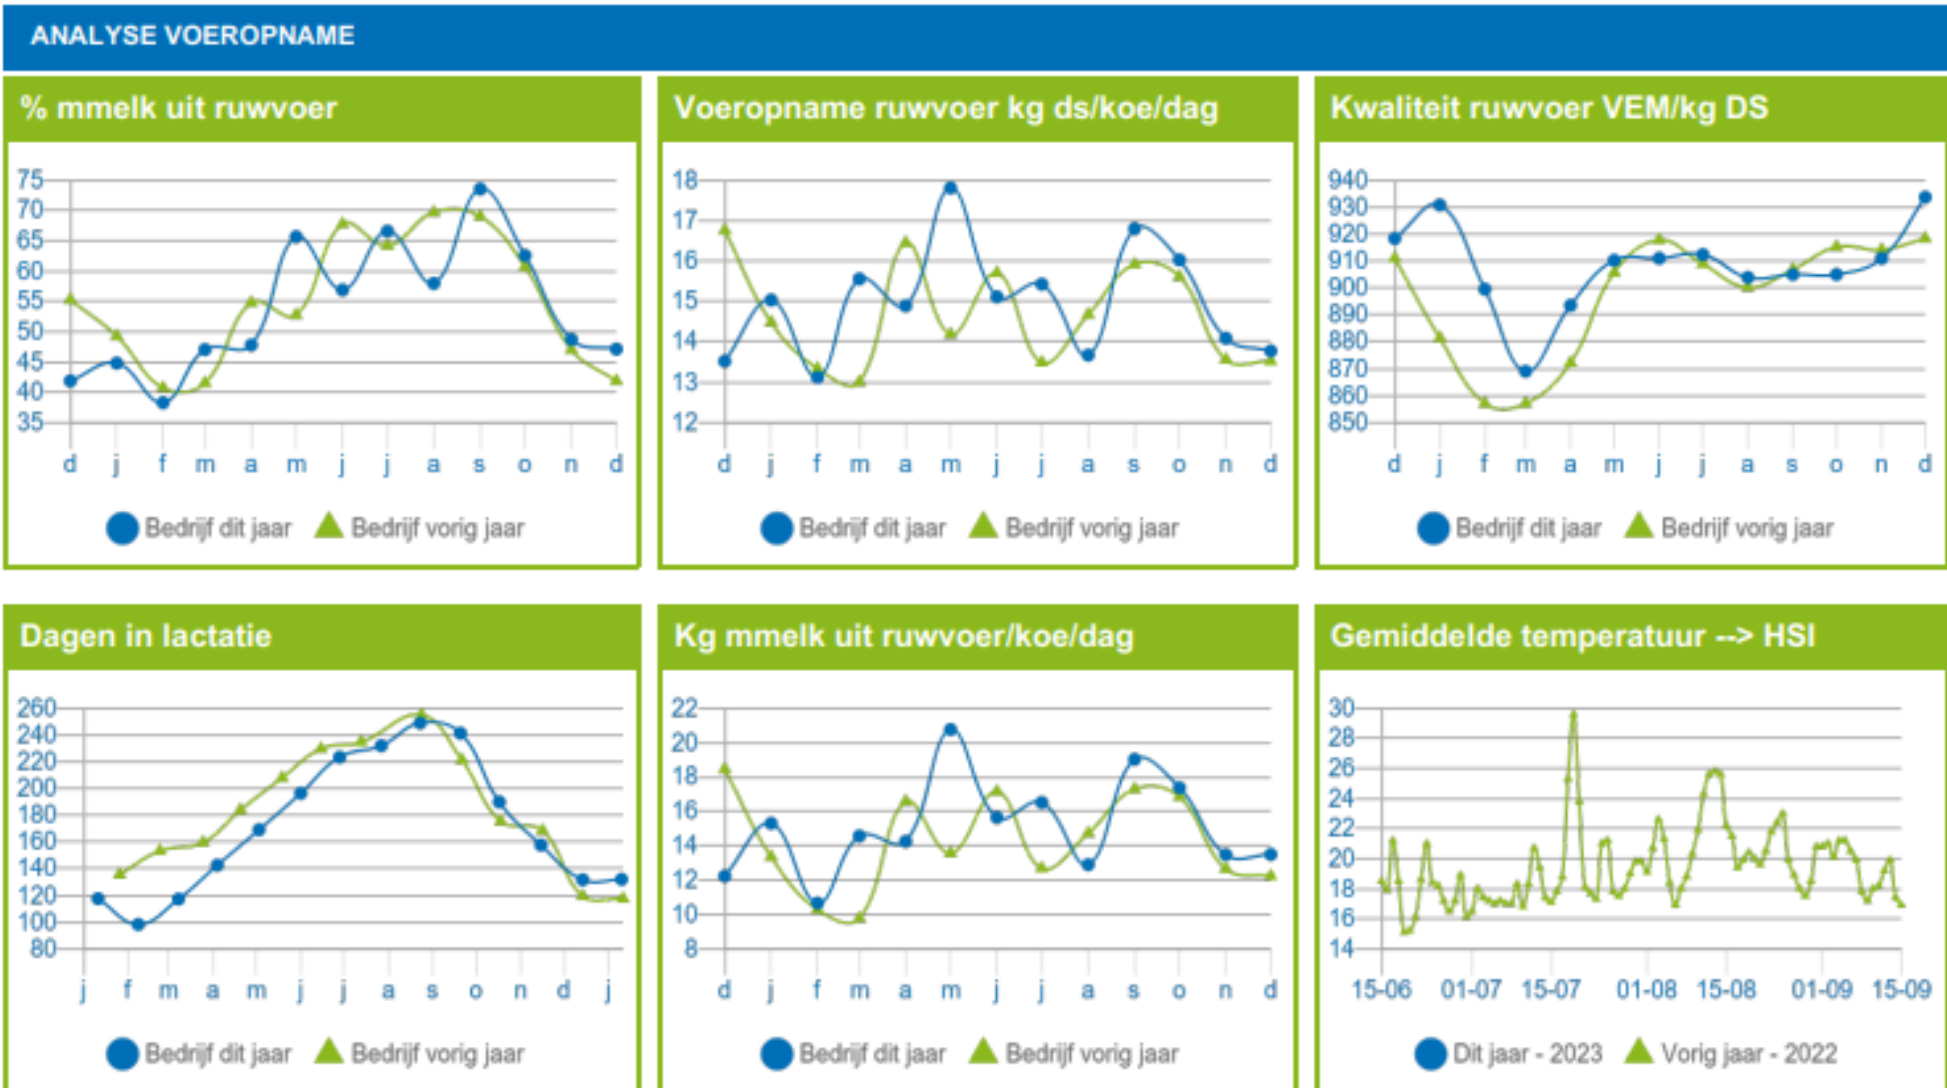 ANALYSE VOEROPNAME
% mmelk uit ruwvoer
75
70
65
60
55
50
45
40
35
d j f m a m j j a s o n d
Bedrijf dit jaar Bedrijf vorig jaar
Voeropname ruwvoer kg ds/koe/dag
18
17
16
15
14
13
12
d j f m a m j j a s o n d
Bedrijf dit jaar Bedrijf vorig jaar
Kwaliteit ruwvoer VEM/kg DS
940
930
920
910
900
890
880
870
860
850
d j f m a m j j a s o n d
Bedrijf dit jaar Bedrijf vorig jaar
Dagen in lactatie
260
240
220
200
180
160
140
120
100
80
j f m a m j j a s o n d j
Bedrijf dit jaar Bedrijf vorig jaar
Kg mmelk uit ruwvoer/koe/dag
22
20
18
16
14
12
10
8
d j f m a m j j a s o n d
Bedrijf dit jaar Bedrijf vorig jaar
Gemiddelde temperatuur --> HSI
30
28
26
24
22
20
18
16
14
15-06 01-07 15-07 01-08 15-08 01-09 15-09
Dit jaar - 2023 Vorig jaar - 2022